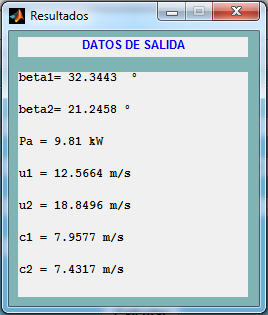 Resultados
DATOS DE SALIDA
beta1= 32.3443 º
beta2= 21.2458 º
Pa = 9.81 kW
u1 = 12.5664 m/s
u2 = 18.8496 m/s
c1 = 7.9577 m/s
c2 = 7.4317 m/s